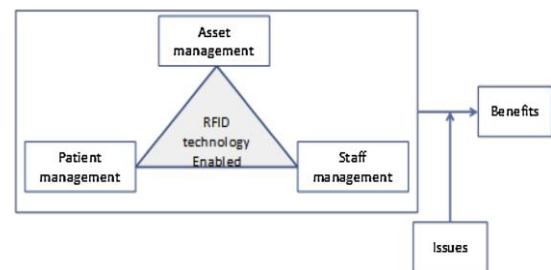 Asset
management
RFID
technology
Enabled
Patient
management
Staff
management
Benefits
Issues